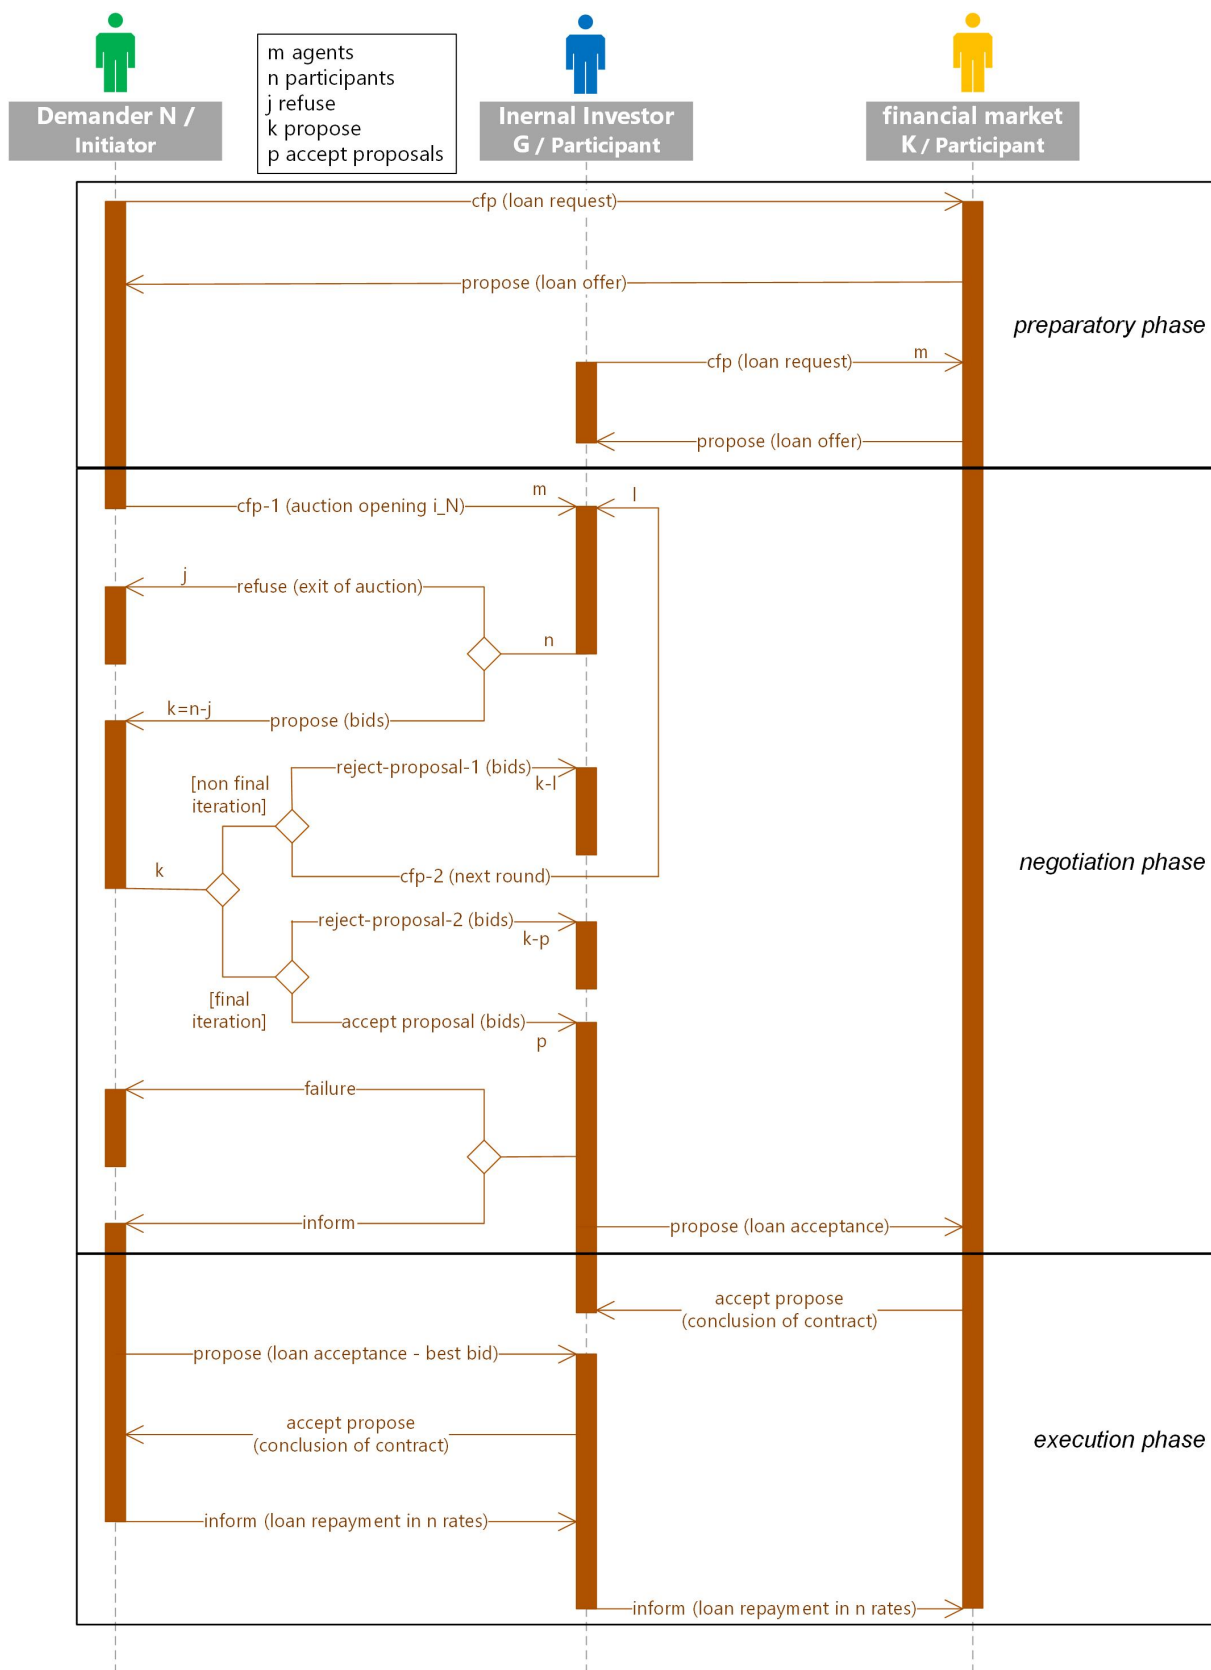 m agents
n participants
j refuse
k propose
p accept proposals
Demander N /
Initiator
Inernal Investor
G / Participant
financial market
K / Participant
cfp (loan request)
propose (loan offer)
preparatory phase
cfp (loan request)
m
propose (loan offer)
cfp-1 (auction opening i_N)
m
l
j
refuse (exit of auction)
n
k=n-j
propose (bids)
[non final
iteration]
reject-proposal-1 (bids)
k-l
k
cfp-2 (next round)
negotiation phase
reject-proposal-2 (bids)
k-p
[final
iteration]
accept proposal (bids)
p
failure
inform
propose (loan acceptance)
accept propose
(conclusion of contract)
propose (loan acceptance - best bid)
accept propose
(conclusion of contract)
execution phase
inform (loan repayment in n rates)
inform (loan repayment in n rates)